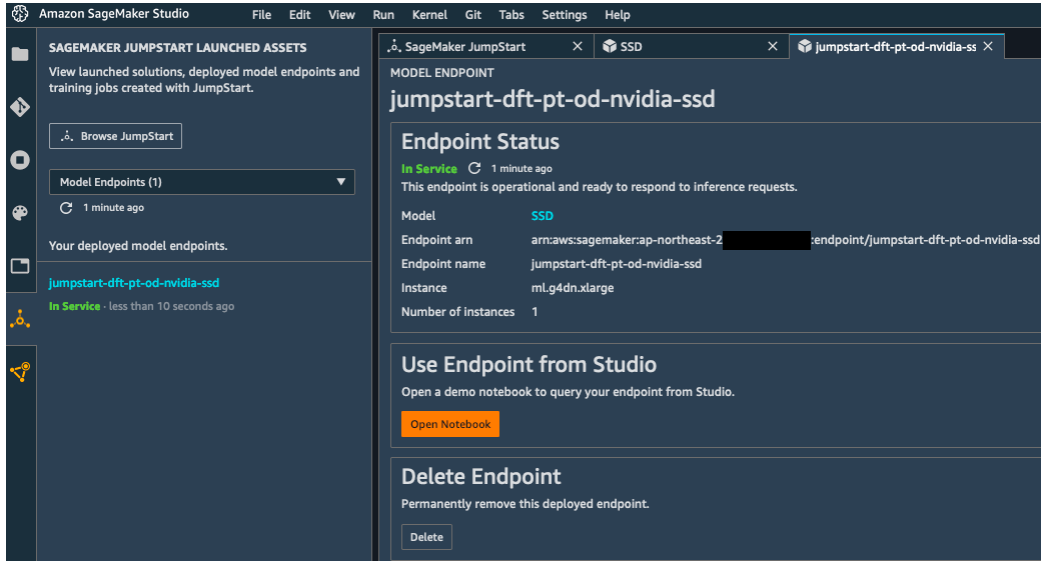 Amazon SageMaker Studio File Edit View Run Kernel Git Tabs Settings Help
SAGEMAKER JUMPSTART LAUNCHED ASSETS
View launched solutions, deployed model endpoints and
training jobs created with JumpStart.
Browse JumpStart
Model Endpoints (1)
1 minute ago
Your deployed model endpoints.
jumpstart-dft-pt-od-nvidia-ssd
In Service · less than 10 seconds ago
SageMaker JumpStart
SSD
jumpstart-dft-pt-od-nvidia-ss
MODEL ENDPOINT
jumpstart-dft-pt-od-nvidia-ssd
Endpoint Status
In Service 1 minute ago
This endpoint is operational and ready to respond to inference requests.
Model SSD
Endpoint arn arn:aws:sagemaker:ap-northeast-2 :endpoint/jumpstart-dft-pt-od-nvidia-ssd
Endpoint name jumpstart-dft-pt-od-nvidia-ssd
Instance ml.g4dn.xlarge
Number of instances 1
Use Endpoint from Studio
Open a demo notebook to query your endpoint from Studio.
Open Notebook
Delete Endpoint
Permanently remove this deployed endpoint.
Delete